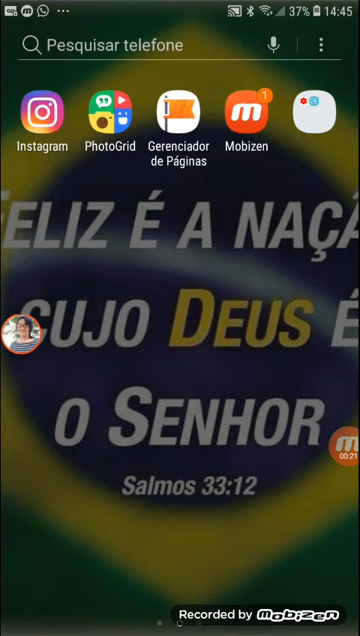 37% 14:45
Pesquisar telefone
1
Instagram PhotoGrid Gerenciador de Páginas Mobizen
FELIZ É A NAÇÃ
CUJO DEUS É
O SENHOR
00:21
Salmos 33:12
Recorded by mobizen